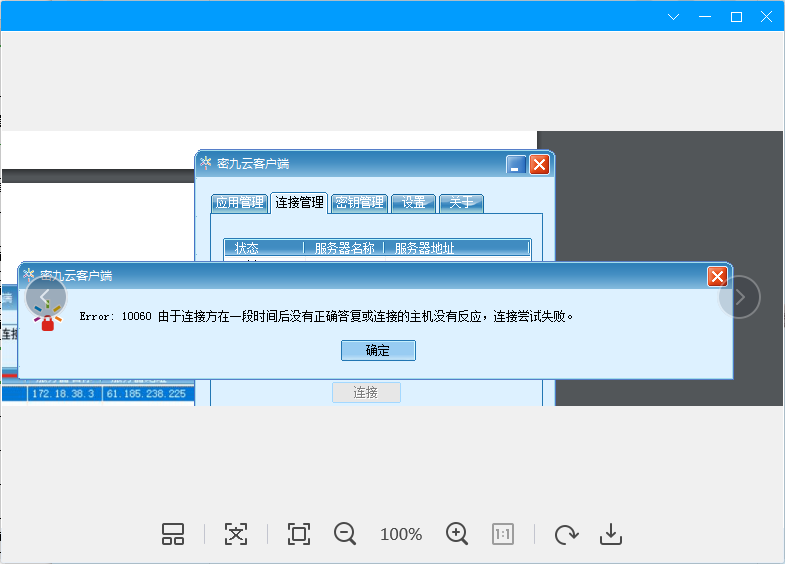 密九云客户端
应用管理 连接管理 密钥管理 设置 关于
状态 服务器名称 服务器地址
密九云客户端
Error: 10060 由于连接方在一段时间后没有正确答复或连接的主机没有反应，连接尝试失败。
确定
连接
172.18.38.3 61.185.238.225
100%
1:1